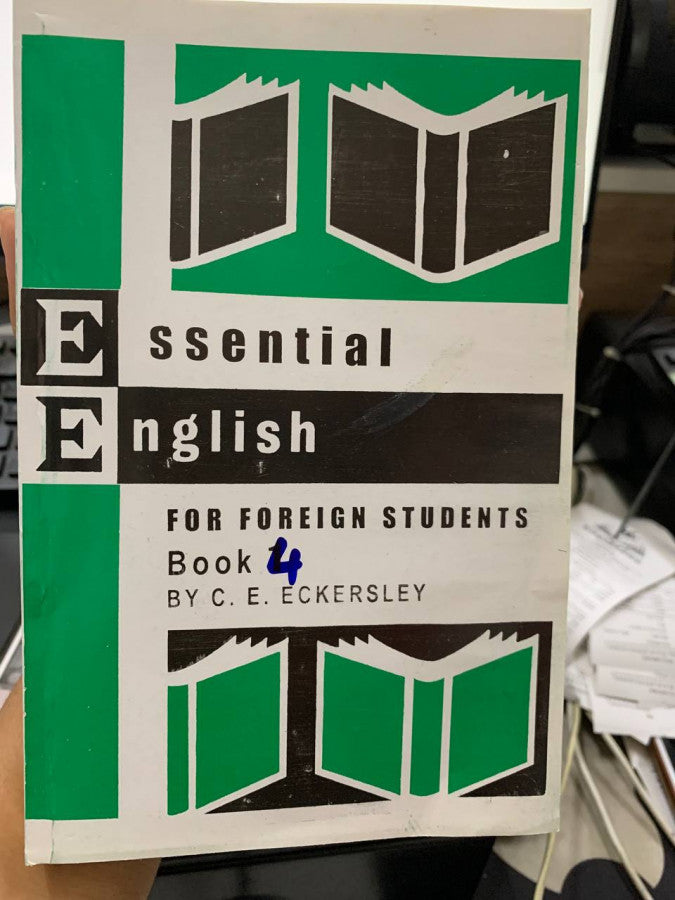 Essential
English
FOR FOREIGN STUDENTS
Book 4
BY C. E. ECKERSLEY